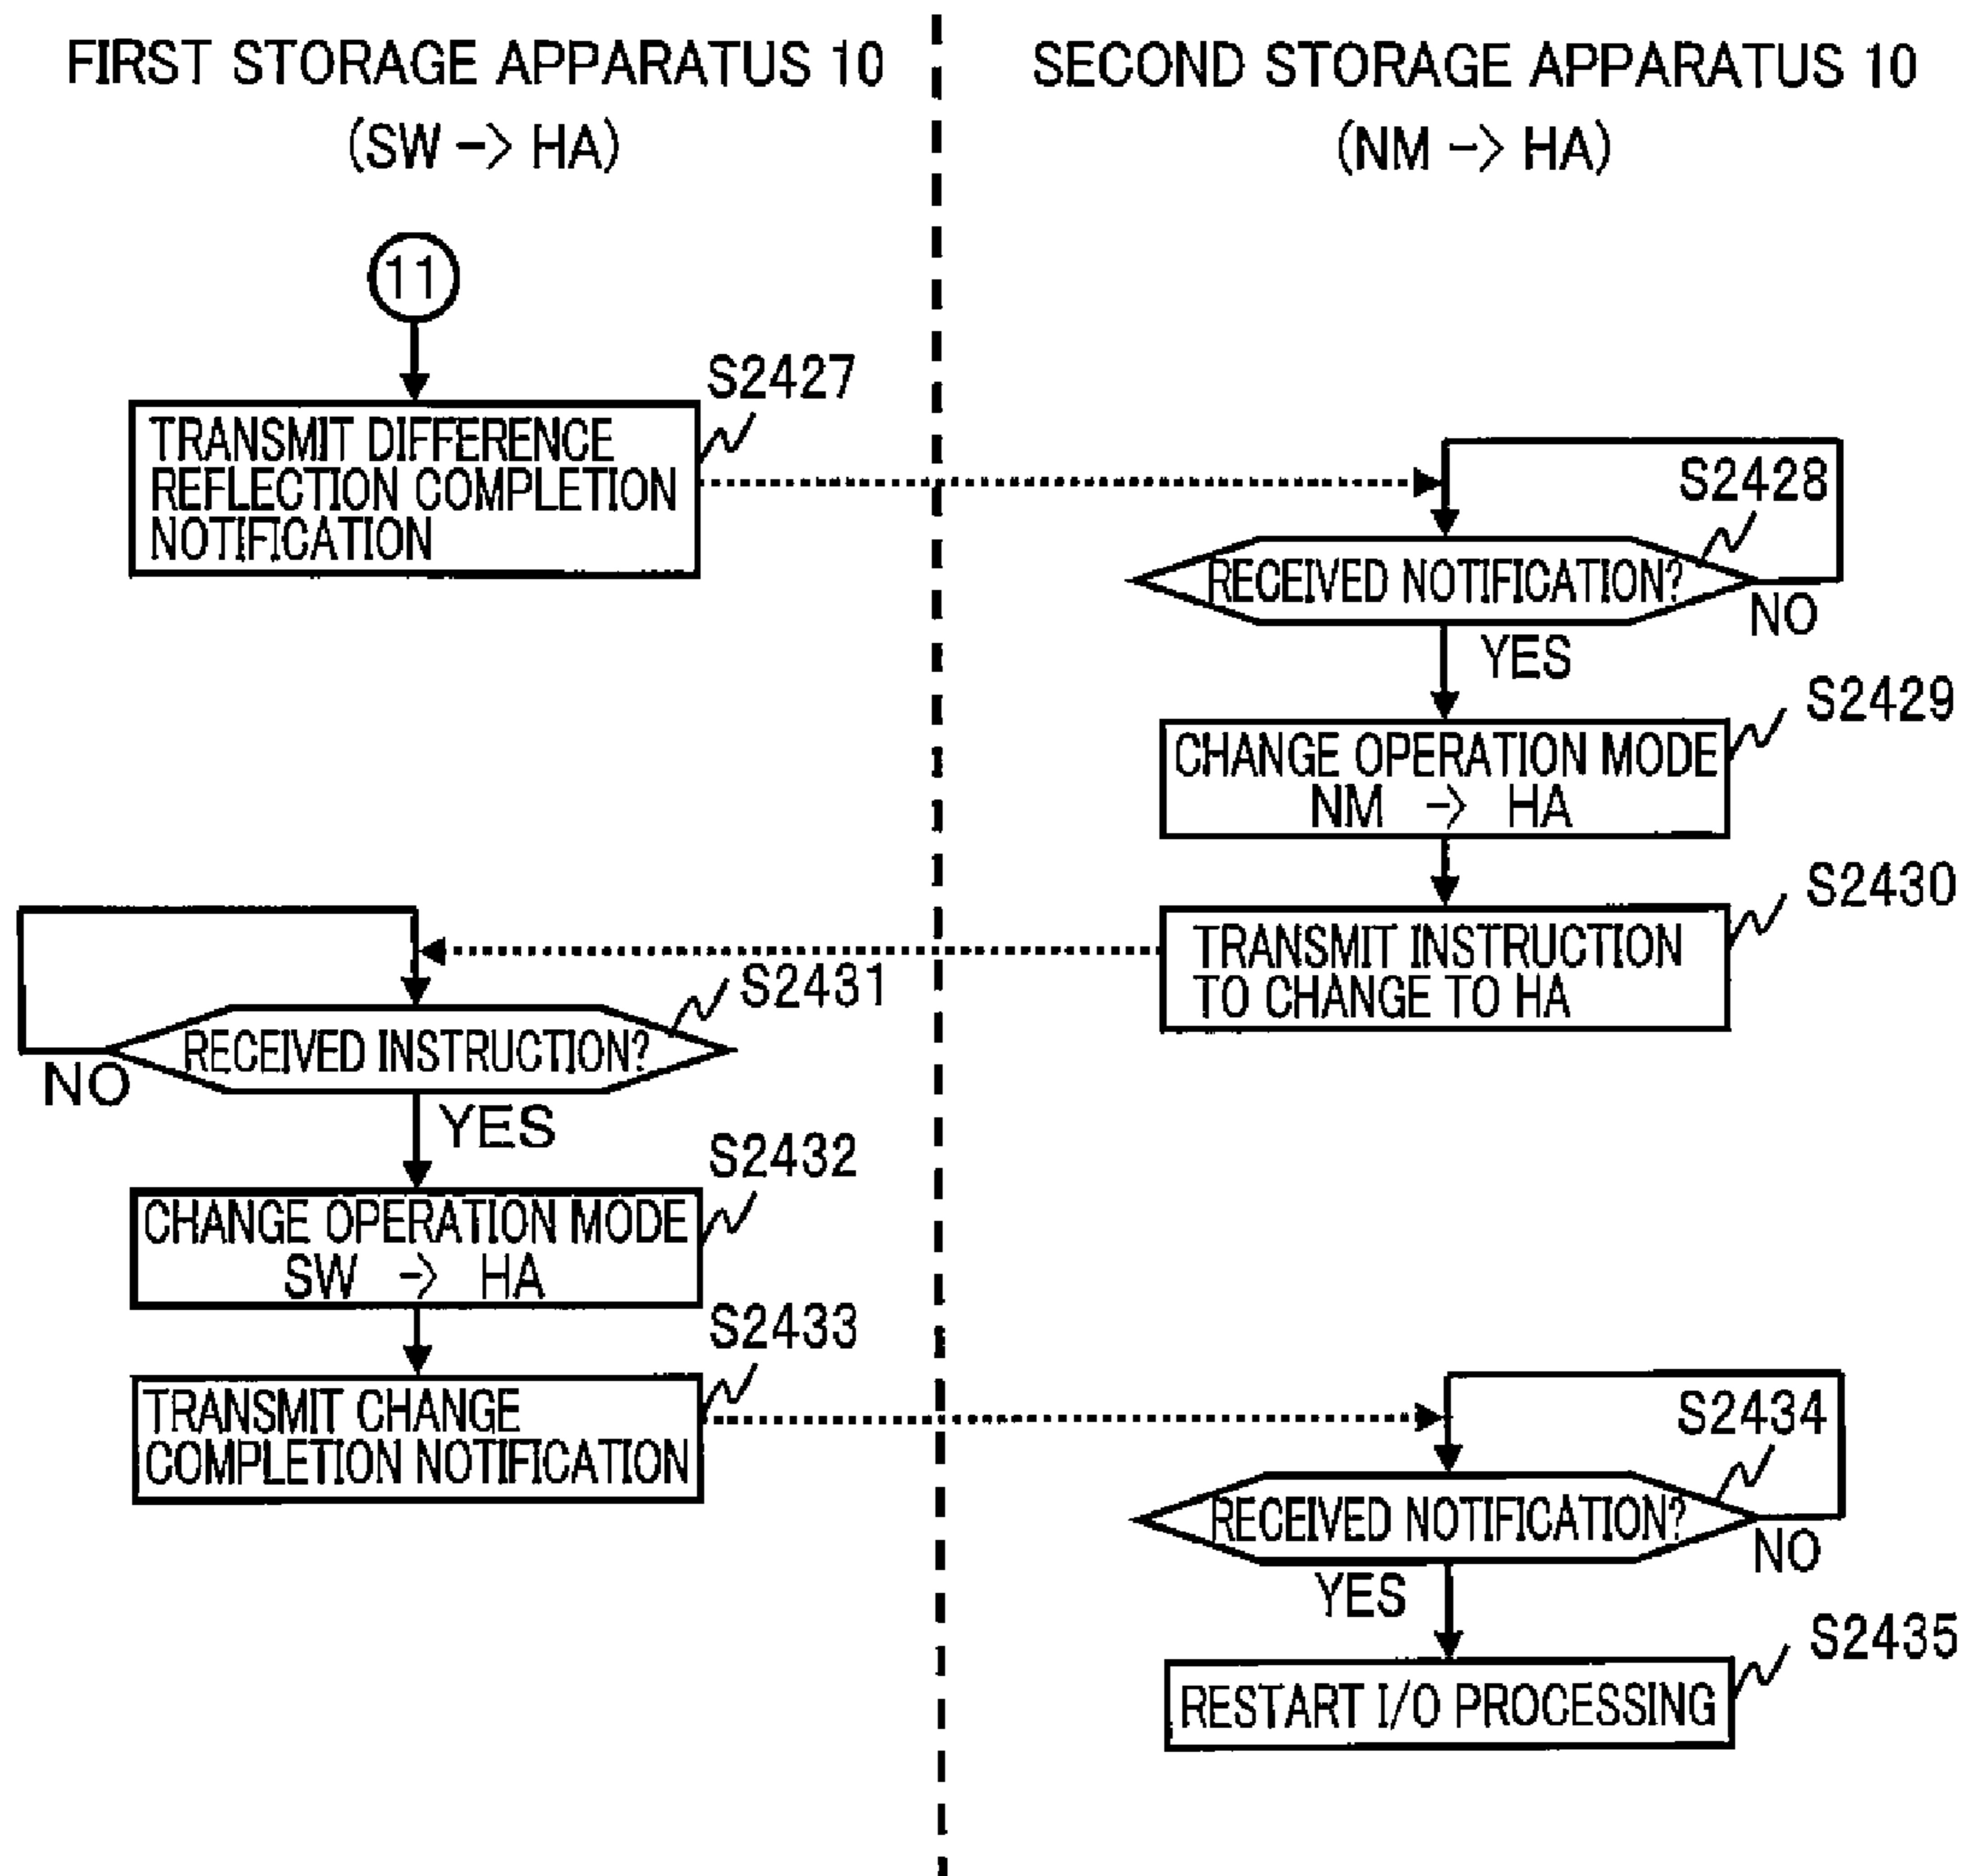 FIRST STORAGE APPARATUS 10
(SW -> HA)
SECOND STORAGE APPARATUS 10
(NM -> HA)
11
S2427
TRANSMIT DIFFERENCE
REFLECTION COMPLETION
NOTIFICATION
S2428
RECEIVED NOTIFICATION?
NO
YES
S2429
CHANGE OPERATION MODE
NM -> HA
S2430
TRANSMIT INSTRUCTION
TO CHANGE TO HA
S2431
RECEIVED INSTRUCTION?
NO
YES
S2432
CHANGE OPERATION MODE
SW -> HA
S2433
TRANSMIT CHANGE
COMPLETION NOTIFICATION
S2434
RECEIVED NOTIFICATION?
NO
YES
S2435
RESTART I/O PROCESSING